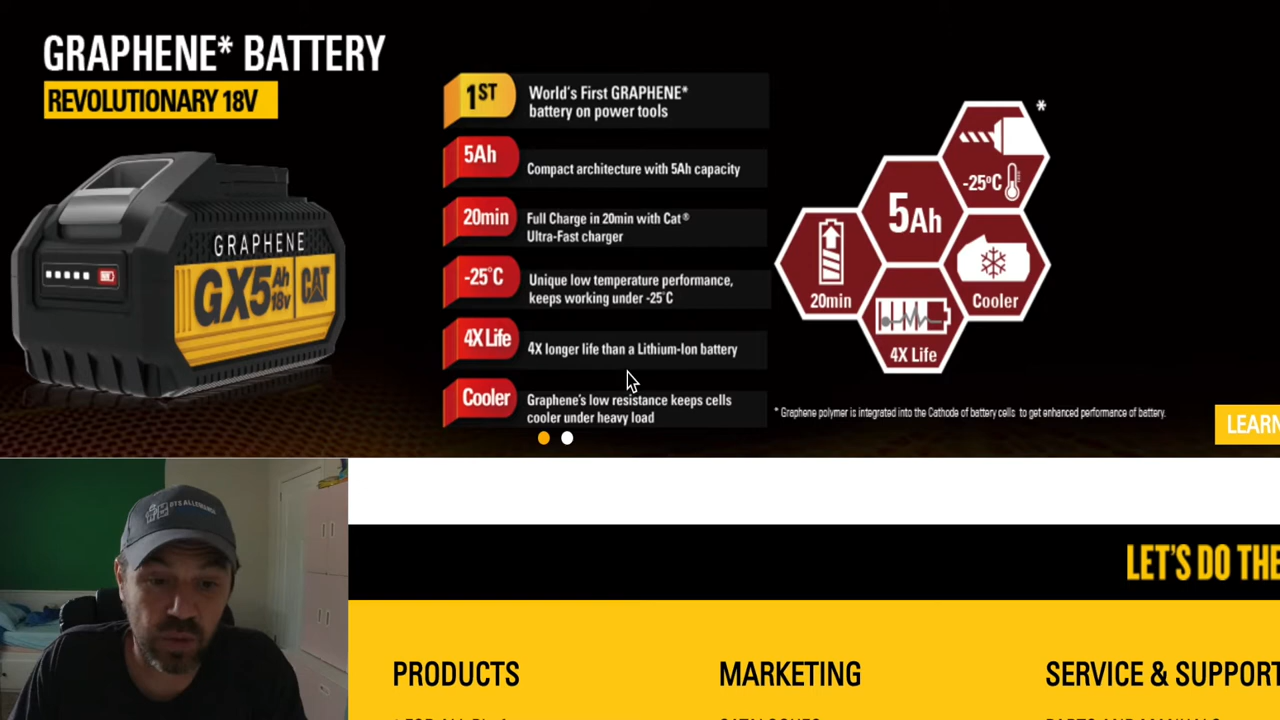 GRAPHENE* BATTERY
REVOLUTIONARY 18V
GRAPHENE
GX5 Ah 18v CAT
1ST
World's First GRAPHENE*
battery on power tools
5Ah
Compact architecture with 5Ah capacity
20min
Full Charge in 20min with Cat®
Ultra-Fast charger
-25°C
Unique low temperature performance,
keeps working under -25°C
4X Life
4X longer life than a Lithium-Ion battery
Cooler
Graphene's low resistance keeps cells
cooler under heavy load
*
-25°C
5Ah
20min
Cooler
4X Life
* Graphene polymer is integrated into the Cathode of battery cells to get enhanced performance of battery.
LEARN
LET'S DO THE
PRODUCTS
MARKETING
SERVICE & SUPPORT